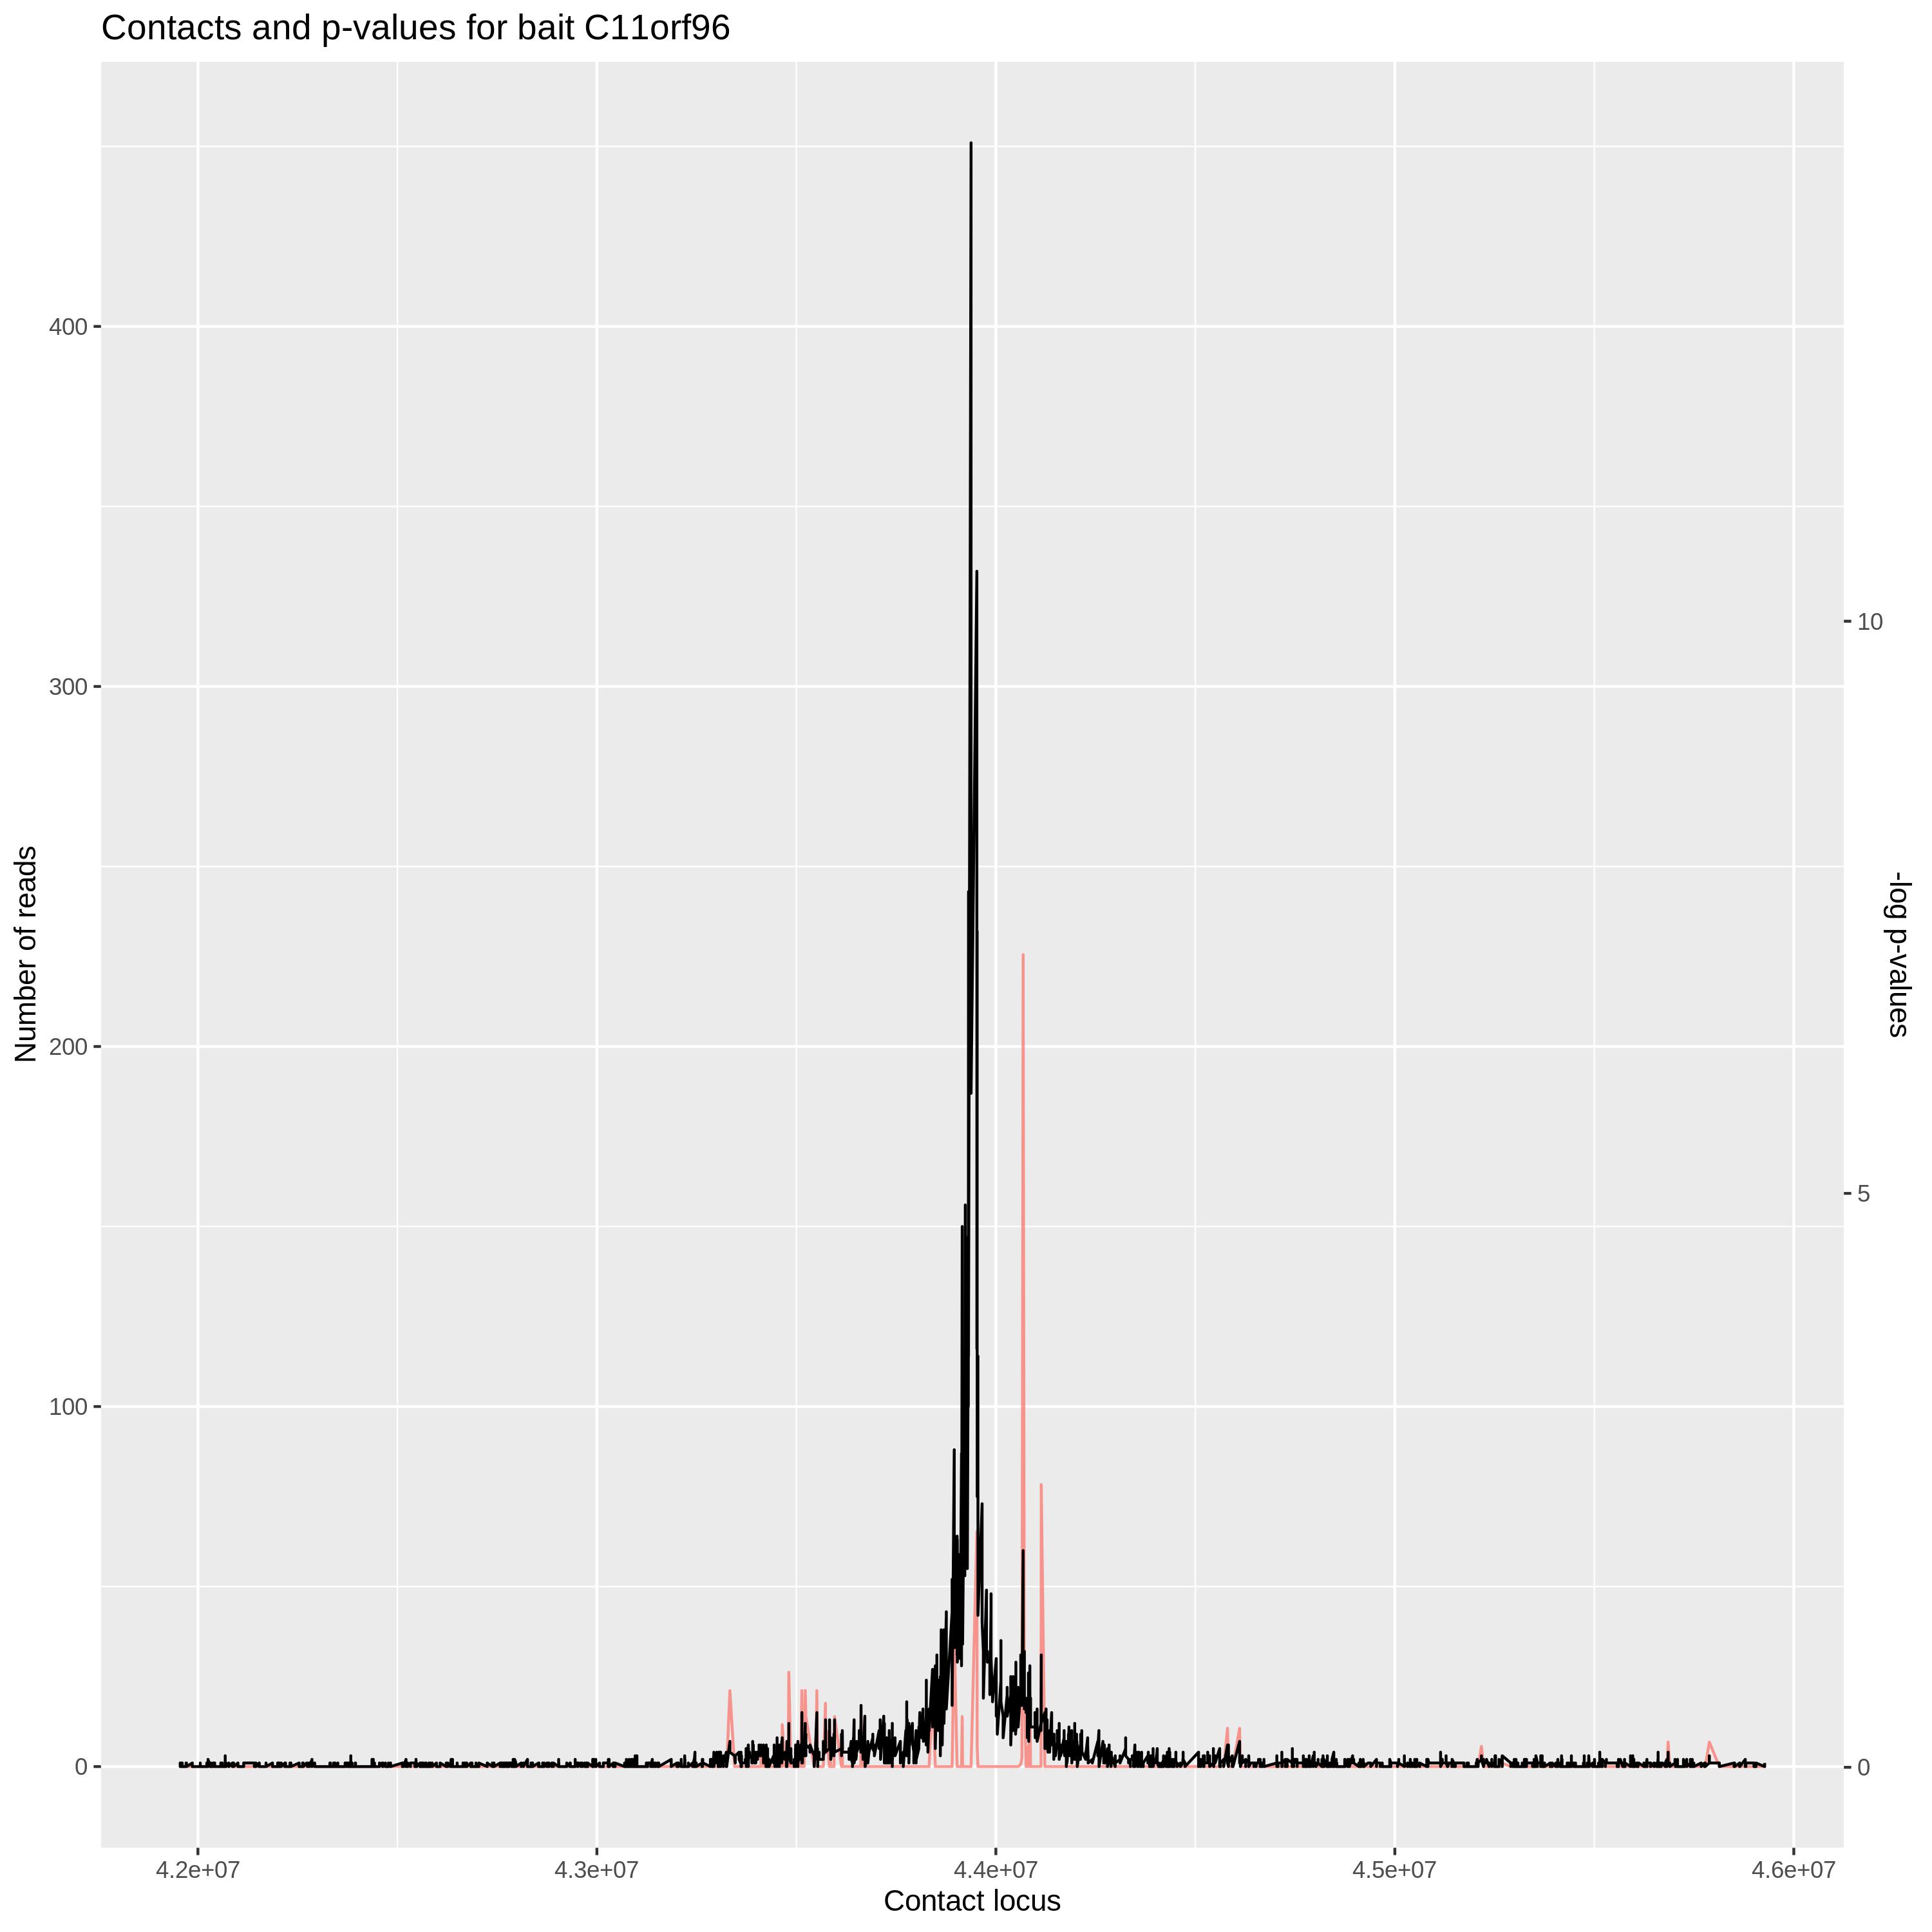 Contacts and p-values for bait C11orf96
400
300
200
100
0
Number of reads
10
5
0
-log p-values
4.2e+07
4.3e+07
4.4e+07
4.5e+07
4.6e+07
Contact locus